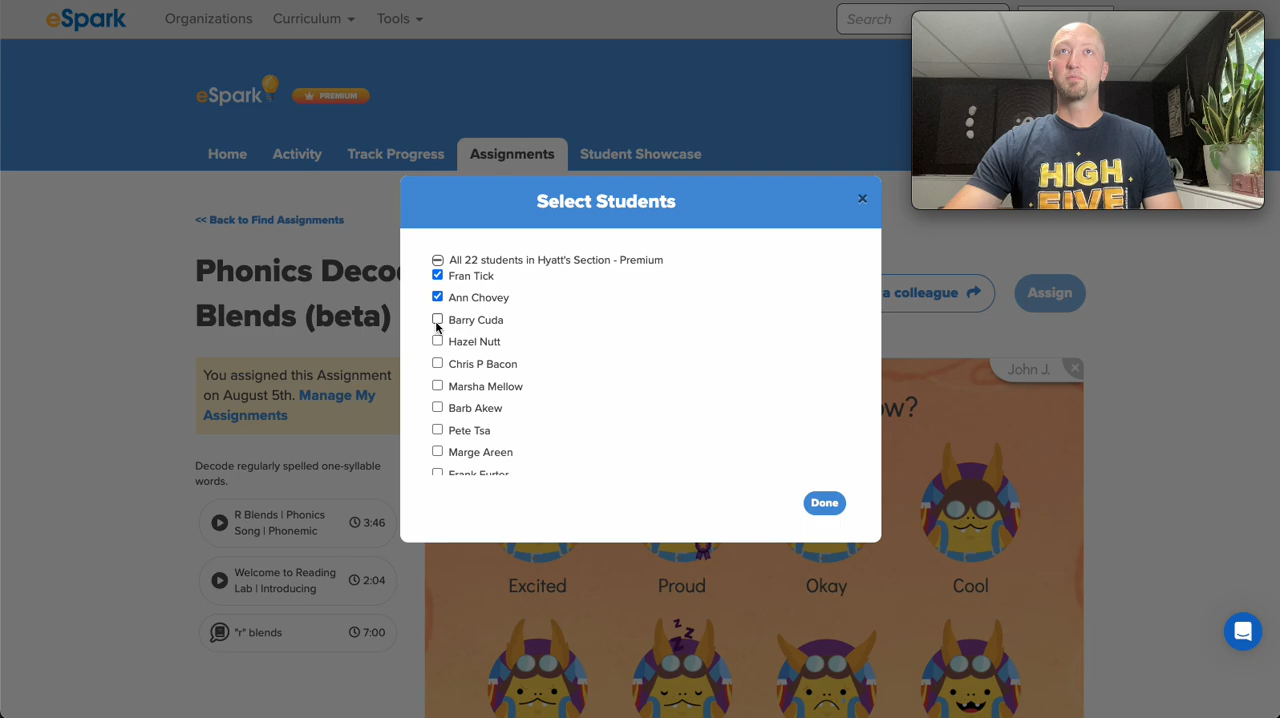 eSpark
Organizations
Curriculum
Tools
Search
eSpark
PREMIUM
Home
Activity
Track Progress
Assignments
Student Showcase
HIGH
FIVE
Select Students
<< Back to Find Assignments
Phonics Deco
Blends (beta)
a colleague
Assign
You assigned this Assignment
on August 5th. Manage My
Assignments
Decode regularly spelled one-syllable
words.
R Blends | Phonics
Song | Phonemic
3:46
Welcome to Reading
Lab | Introducing
2:04
"r" blends
7:00
All 22 students in Hyatt's Section - Premium
Fran Tick
Ann Chovey
Barry Cuda
Hazel Nutt
Chris P Bacon
Marsha Mellow
Barb Akew
Pete Tsa
Marge Areen
Frank Furter
Done
John J.
ow?
Excited
Proud
Okay
Cool
z z z